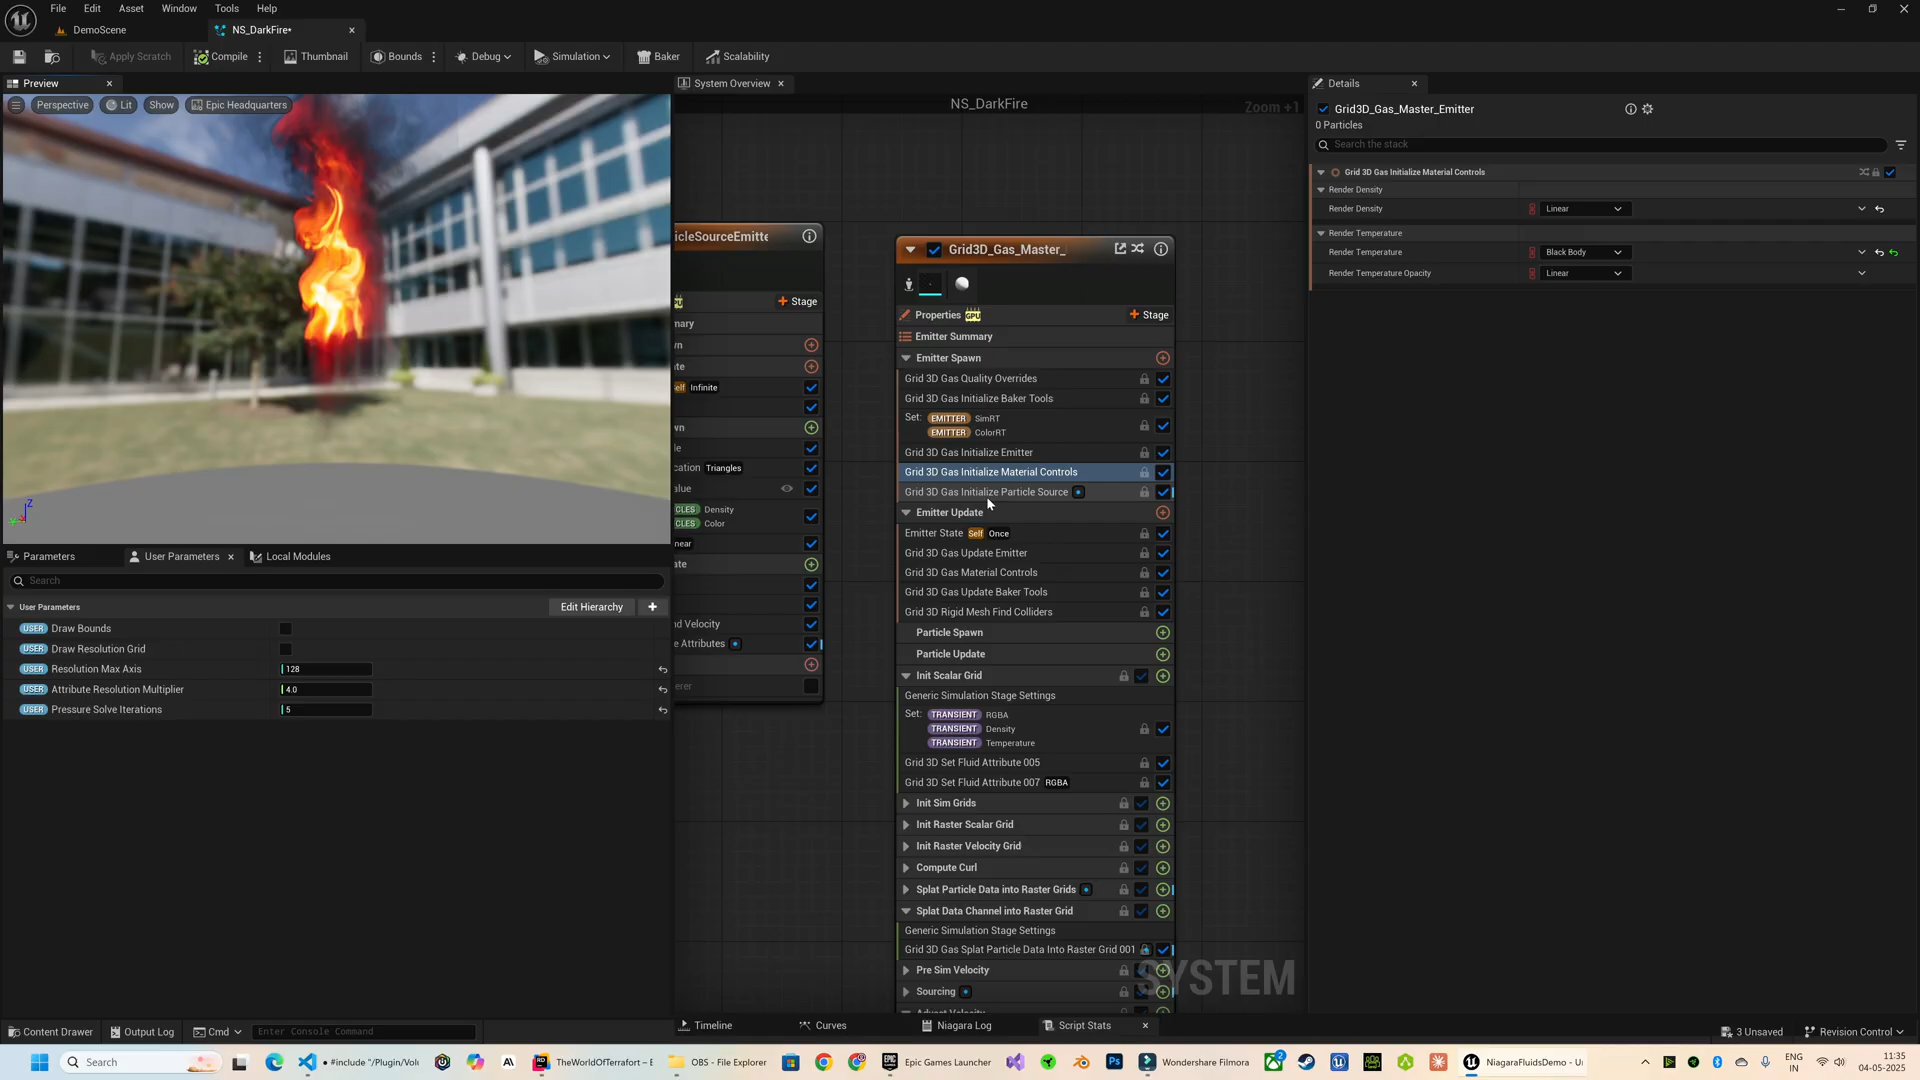 File Edit Asset Window Tools Help
DemoScene
NS_DarkFire*
Apply Scratch
Compile
Thumbnail
Bounds
Debug
Simulation
Baker
Scalability
Preview
System Overview
Details
Perspective
Lit
Show
Epic Headquarters
NS_DarkFire
Zoom +1
Grid3D_Gas_Master_Emitter
0 Particles
Search the stack
Grid 3D Gas Initialize Material Controls
Render Density
Render Density Linear
Render Temperature
Render Temperature Black Body
Render Temperature Opacity Linear
Z
icleSourceEmitte
Stage
Infinite
Triangles
alue
CLES Density
CLES Color
near
nd Velocity
e Attributes
Grid3D_Gas_Master_
Properties GPU Stage
Emitter Summary
Emitter Spawn
Grid 3D Gas Quality Overrides
Grid 3D Gas Initialize Baker Tools
Set: EMITTER SimRT
EMITTER ColorRT
Grid 3D Gas Initialize Emitter
Grid 3D Gas Initialize Material Controls
Grid 3D Gas Initialize Particle Source
Emitter Update
Emitter State Self Once
Grid 3D Gas Update Emitter
Grid 3D Gas Material Controls
Grid 3D Gas Update Baker Tools
Grid 3D Rigid Mesh Find Colliders
Particle Spawn
Particle Update
Init Scalar Grid
Generic Simulation Stage Settings
Set: TRANSIENT RGBA
TRANSIENT Density
TRANSIENT Temperature
Grid 3D Set Fluid Attribute 005
Grid 3D Set Fluid Attribute 007 RGBA
Init Sim Grids
Init Raster Scalar Grid
Init Raster Velocity Grid
Compute Curl
Splat Particle Data into Raster Grids
Splat Data Channel into Raster Grid
Generic Simulation Stage Settings
Grid 3D Gas Splat Particle Data Into Raster Grid 001
Pre Sim Velocity
Sourcing
SYSTEM
Parameters
User Parameters
Local Modules
Search
User Parameters
Edit Hierarchy
USER Draw Bounds
USER Draw Resolution Grid
USER Resolution Max Axis 128
USER Attribute Resolution Multiplier 4.0
USER Pressure Solve Iterations 5
Content Drawer
Output Log
Cmd
Enter Console Command
Timeline
Curves
Niagara Log
Script Stats
3 Unsaved
Revision Control
Search
● #include "/Plugin/Volu
TheWorldOfTerrafort – E
OBS - File Explorer
Epic Games Launcher
Wondershare Filmora
NiagaraFluidsDemo - U
ENG
IN
11:35
04-05-2025